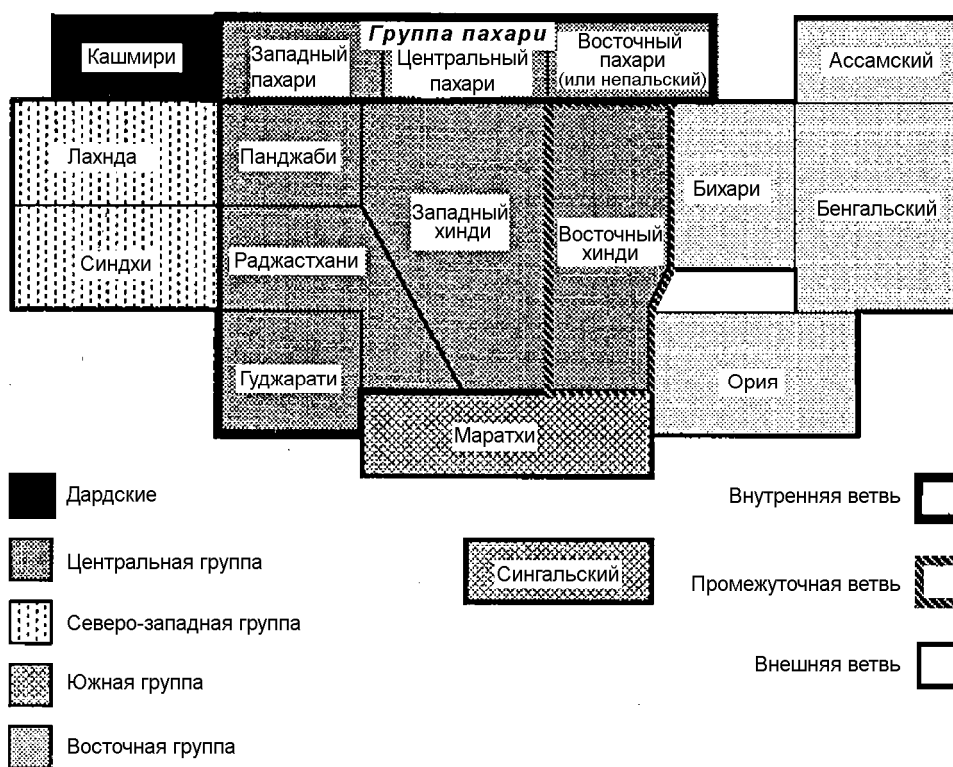 Группа пахари
Кашмири
Западный
пахари
Центральный
пахари
Восточный
пахари
(или непальский)
Ассамский
Лахнда
Панджаби
Западный
хинди
Восточный
хинди
Бихари
Бенгальский
Синдхи
Раджастхани
Гуджарати
Маратхи
Ория
Дардские
Центральная группа
Северо-западная группа
Южная группа
Восточная группа
Сингальский
Внутренняя ветвь
Промежуточная ветвь
Внешняя ветвь